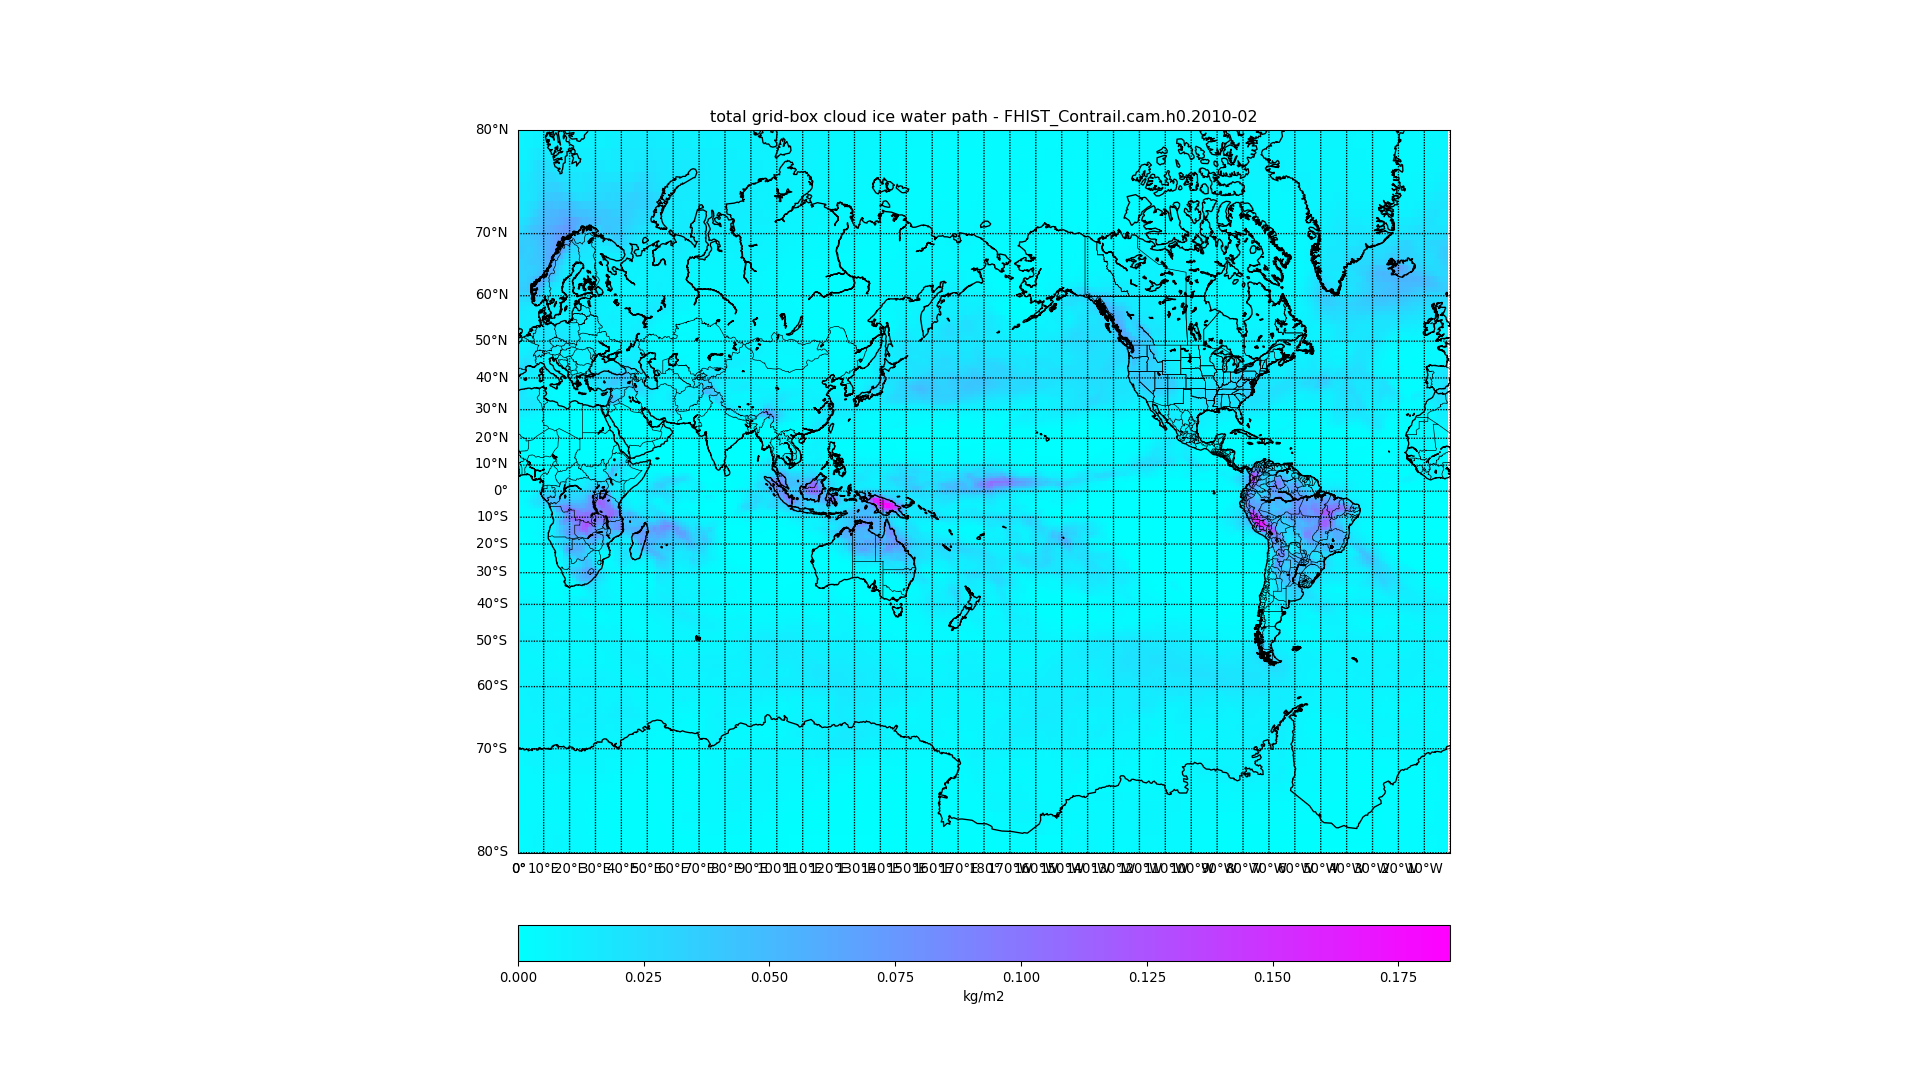 total grid-box cloud ice water path - FHIST_Contrail.cam.h0.2010-02
80°N
70°N
60°N
50°N
40°N
30°N
20°N
10°N
0°
10°S
20°S
30°S
40°S
50°S
60°S
70°S
80°S
0° 10°E 20°E 30°E 40°E 50°E 60°E 70°E 80°E 90°E 100°E 110°E 120°E 130°E 140°E 150°E 160°E 170°E 180° 170°W 160°W 150°W 140°W 130°W 120°W 110°W 100°W 90°W 80°W 70°W 60°W 50°W 40°W 30°W 20°W 10°W
0.000 0.025 0.050 0.075 0.100 0.125 0.150 0.175
kg/m2